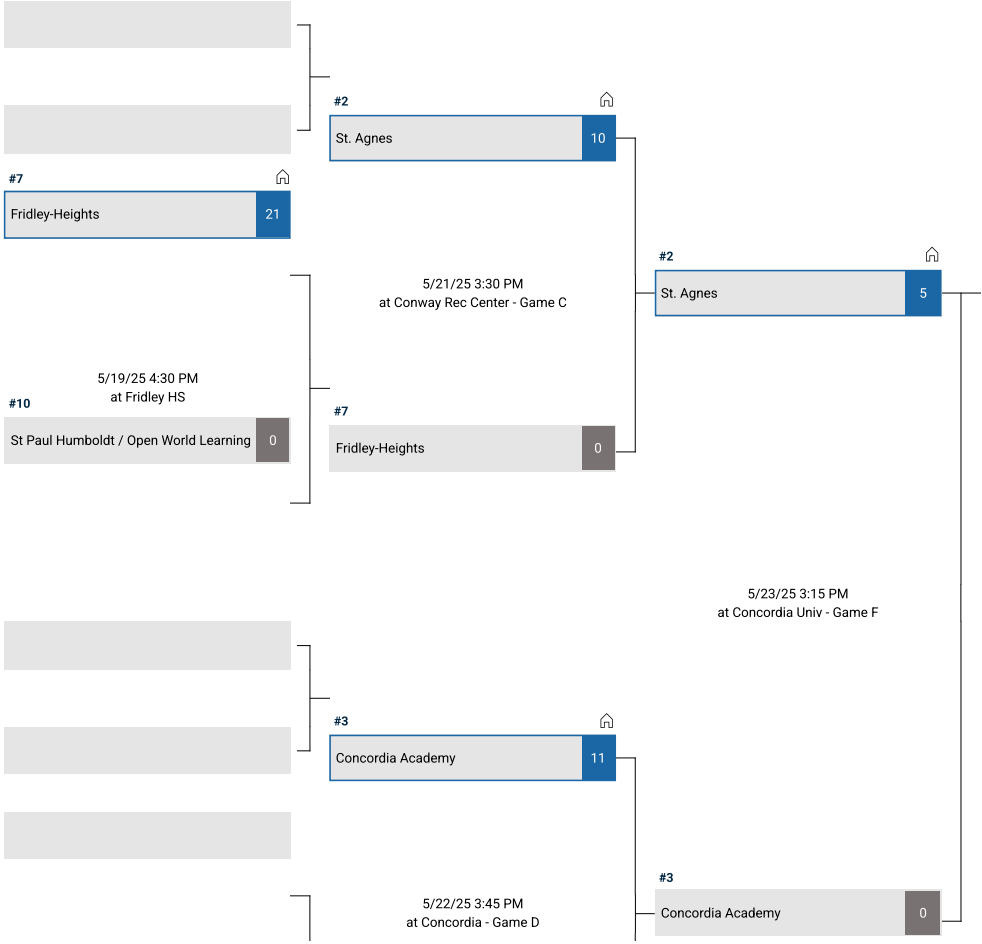 #2
St. Agnes 10
#7
Fridley-Heights 21
5/21/25 3:30 PM
at Conway Rec Center - Game C
#2
St. Agnes 5
5/19/25 4:30 PM
at Fridley HS
#10
St Paul Humboldt / Open World Learning 0
#7
Fridley-Heights 0
5/23/25 3:15 PM
at Concordia Univ - Game F
#3
Concordia Academy 11
5/22/25 3:45 PM
at Concordia - Game D
#3
Concordia Academy 0